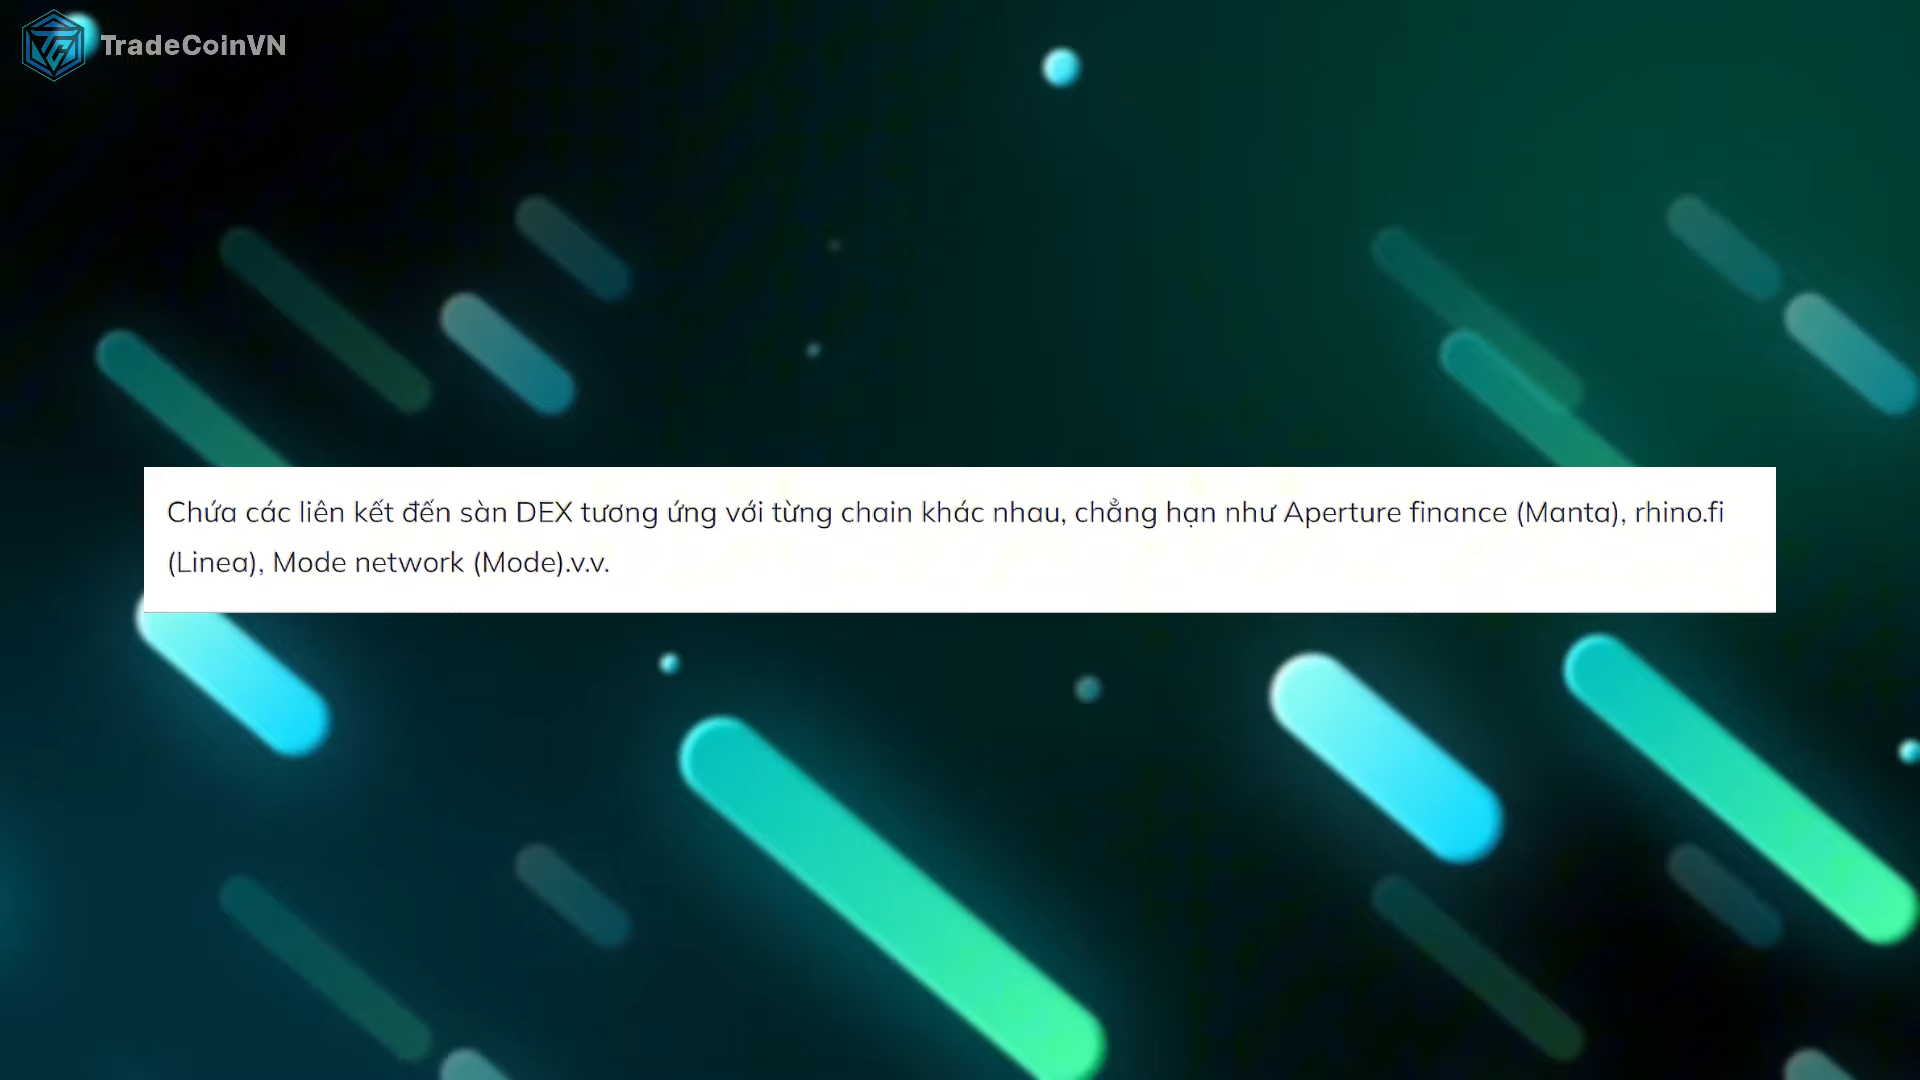 TradeCoinVN
Chứa các liên kết đến sàn DEX tương ứng với từng chain khác nhau, chẳng hạn như Aperture finance (Manta), rhino.fi
(Linea), Mode network (Mode).v.v.